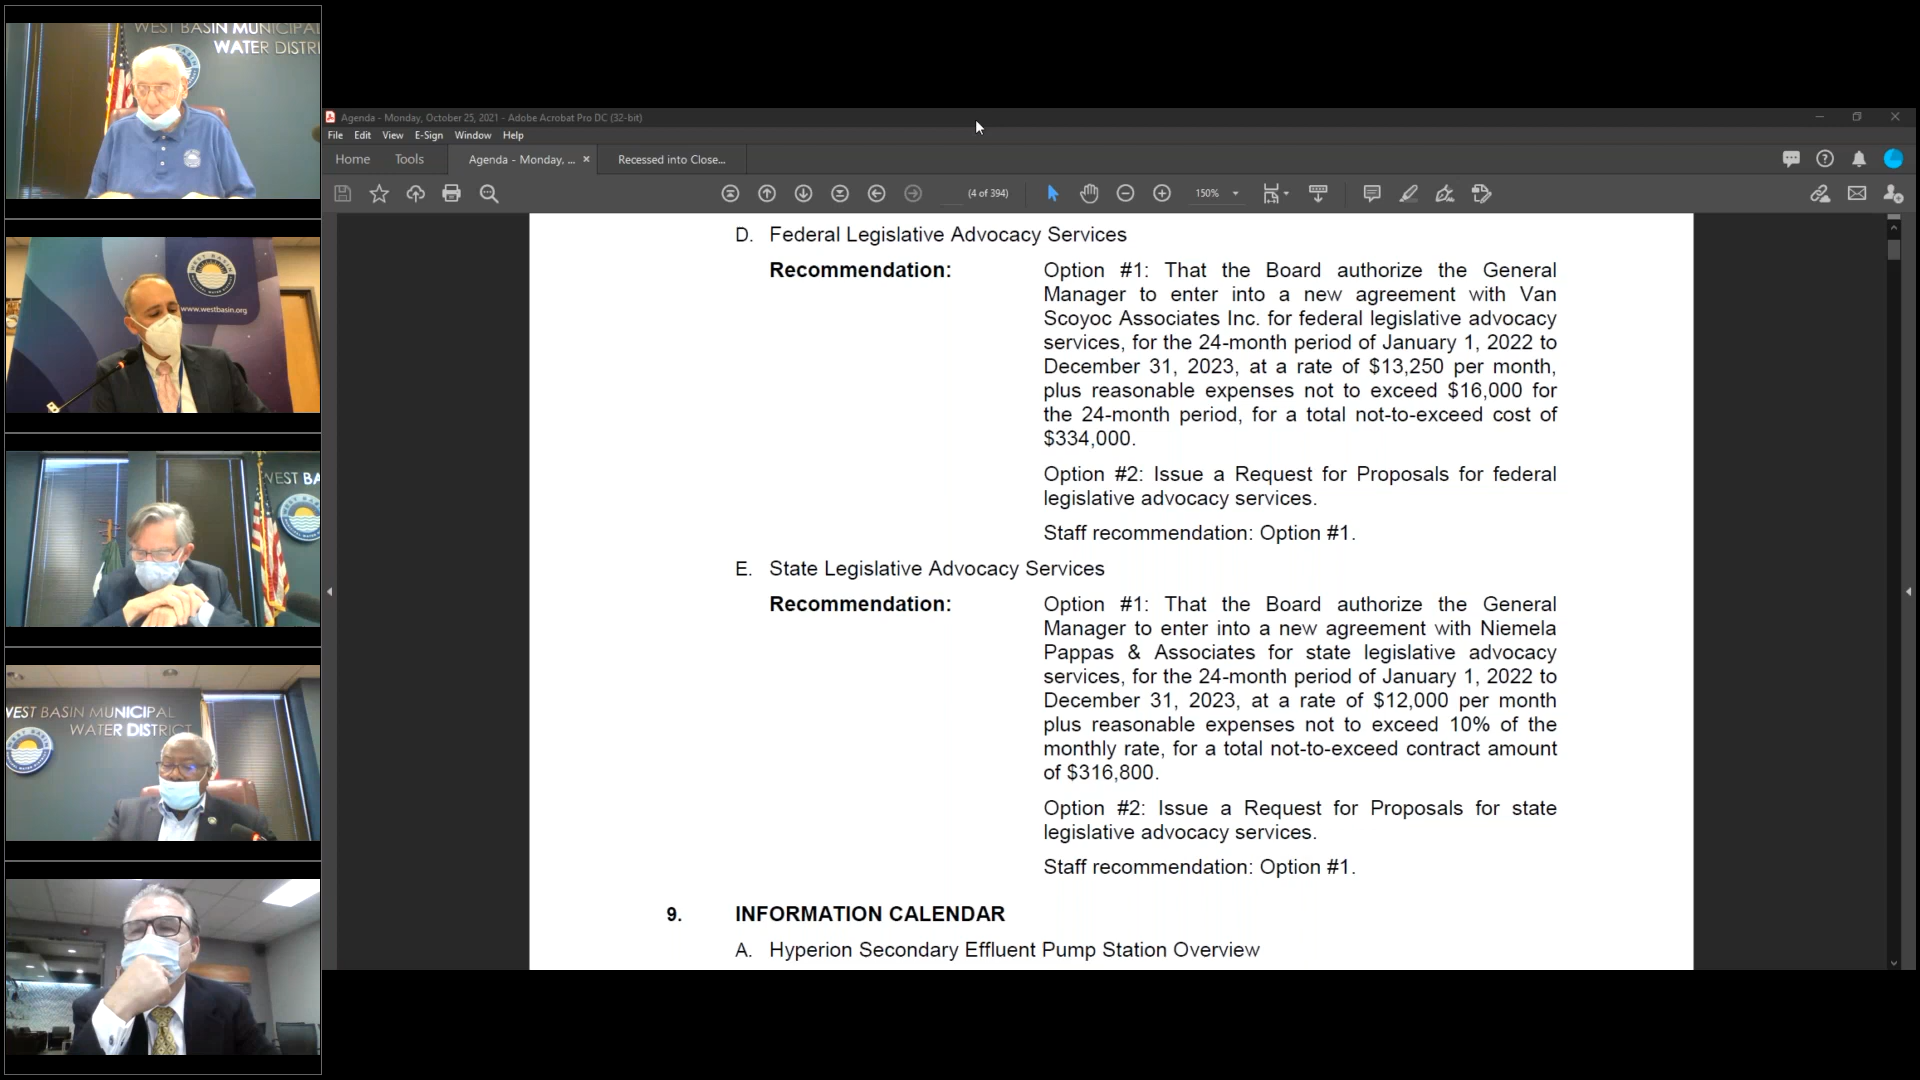 WEST BASIN MUNICIPAL
WATER DISTRI
WEST BASIN
www.westbasin.org
WEST BA
WEST BASIN MUNICIPAL
WATER DISTRICT
Agenda - Monday, October 25, 2021 - Adobe Acrobat Pro DC (32-bit)
File Edit View E-Sign Window Help
Home Tools Agenda - Monday, ... × Recessed into Close...
(4 of 394) 150%
D. Federal Legislative Advocacy Services
Recommendation: Option #1: That the Board authorize the General
Manager to enter into a new agreement with Van
Scoyoc Associates Inc. for federal legislative advocacy
services, for the 24-month period of January 1, 2022 to
December 31, 2023, at a rate of $13,250 per month,
plus reasonable expenses not to exceed $16,000 for
the 24-month period, for a total not-to-exceed cost of
$334,000.
Option #2: Issue a Request for Proposals for federal
legislative advocacy services.
Staff recommendation: Option #1.
E. State Legislative Advocacy Services
Recommendation: Option #1: That the Board authorize the General
Manager to enter into a new agreement with Niemela
Pappas & Associates for state legislative advocacy
services, for the 24-month period of January 1, 2022 to
December 31, 2023, at a rate of $12,000 per month
plus reasonable expenses not to exceed 10% of the
monthly rate, for a total not-to-exceed contract amount
of $316,800.
Option #2: Issue a Request for Proposals for state
legislative advocacy services.
Staff recommendation: Option #1.
9. INFORMATION CALENDAR
A. Hyperion Secondary Effluent Pump Station Overview